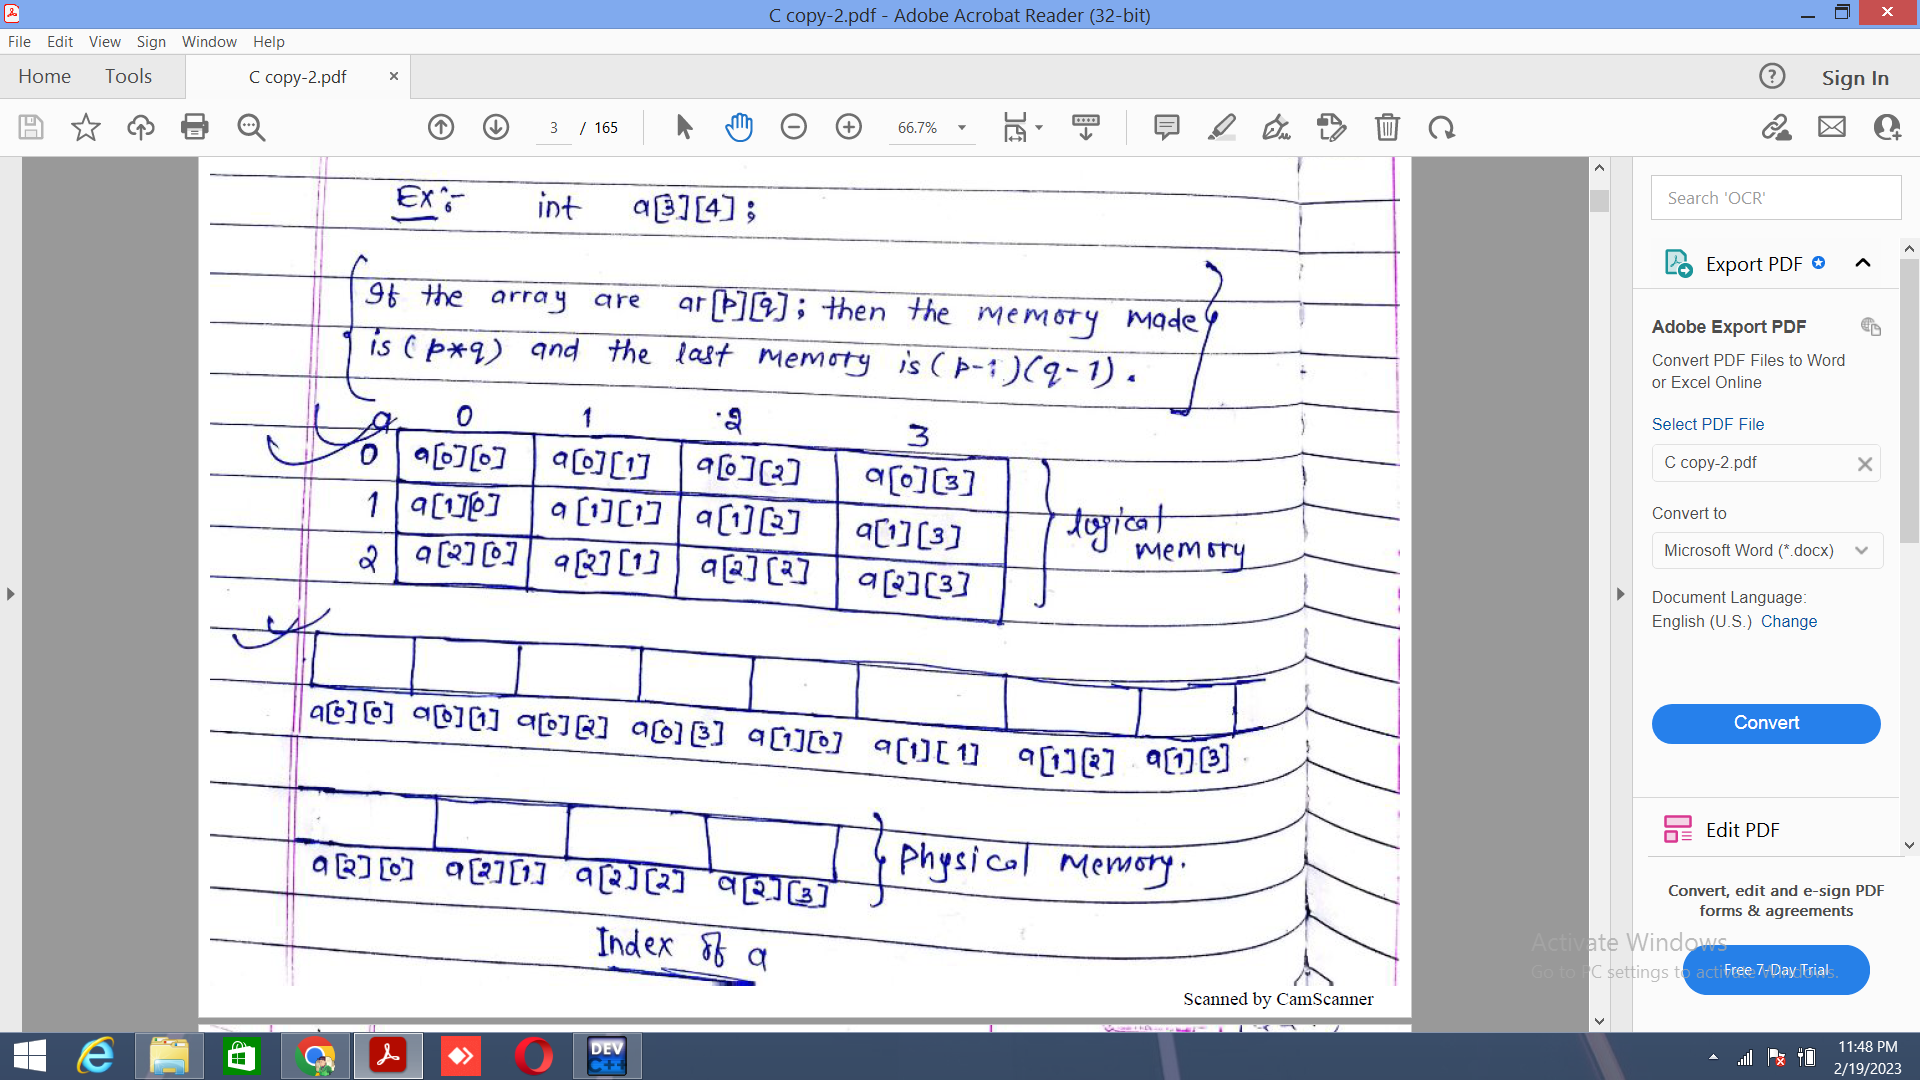 C copy-2.pdf - Adobe Acrobat Reader (32-bit)
File Edit View Sign Window Help
Home Tools C copy-2.pdf × ? Sign In
3 / 165 66.7%
Ex:- int a[3][4];
If the array are ar[p][q]; then the memory made
is (p*q) and the last memory is (p-1)(q-1).
a 0 1 2 3
0 a[0][0] a[0][1] a[0][2] a[0][3]
1 a[1][0] a[1][1] a[1][2] a[1][3]
2 a[2][0] a[2][1] a[2][2] a[2][3]
logical
memory
a[0][0] a[0][1] a[0][2] a[0][3] a[1][0] a[1][1] a[1][2] a[1][3]
a[2][0] a[2][1] a[2][2] a[2][3]
Physical memory.
Index of a
Scanned by CamScanner
Search 'OCR'
Export PDF
Adobe Export PDF
Convert PDF Files to Word
or Excel Online
Select PDF File
C copy-2.pdf
Convert to
Microsoft Word (*.docx)
Document Language:
English (U.S.) Change
Convert
Edit PDF
Convert, edit and e-sign PDF
forms & agreements
Free 7-Day Trial
Activate Windows
Go to PC settings to activate Windows.
DEV
C++
11:48 PM
2/19/2023